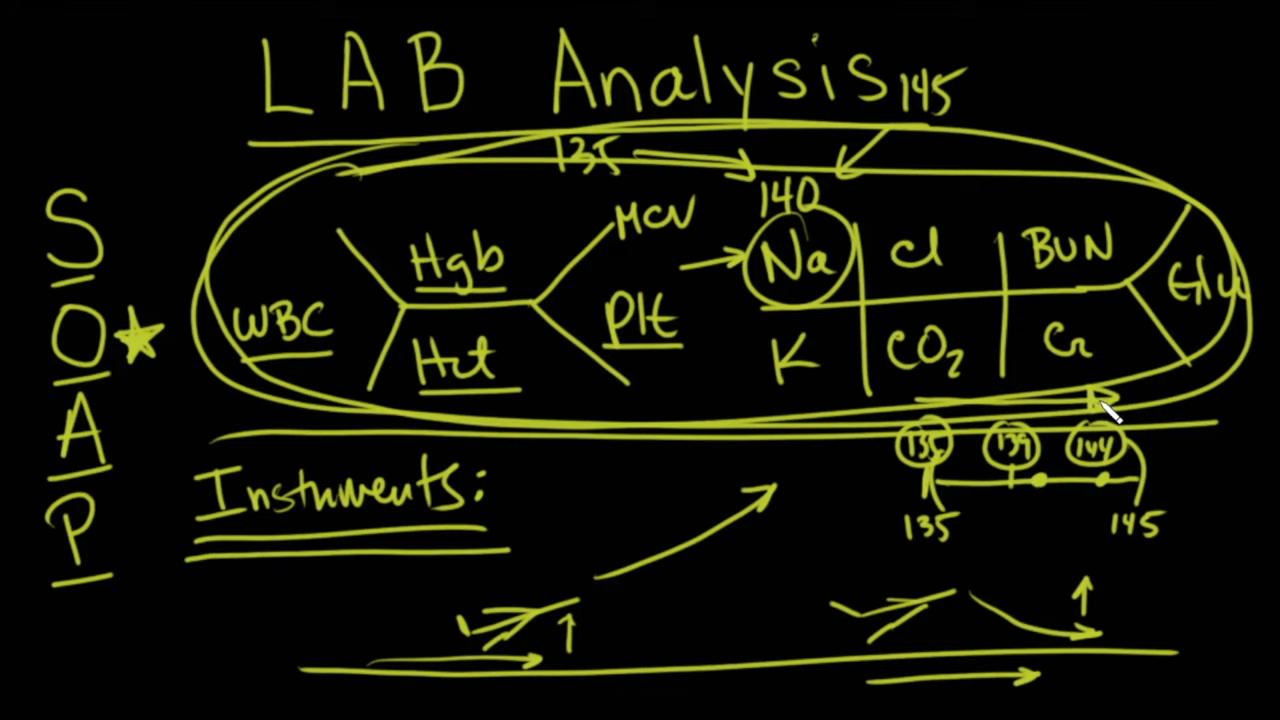 LAB Analysis
145
135
140
S
O
A
P
WBC
Hgb
Hct
MCV
Plt
Na
Cl
BUN
Glu
K
CO2
Cr
135
139
144
135
145
Instuments: